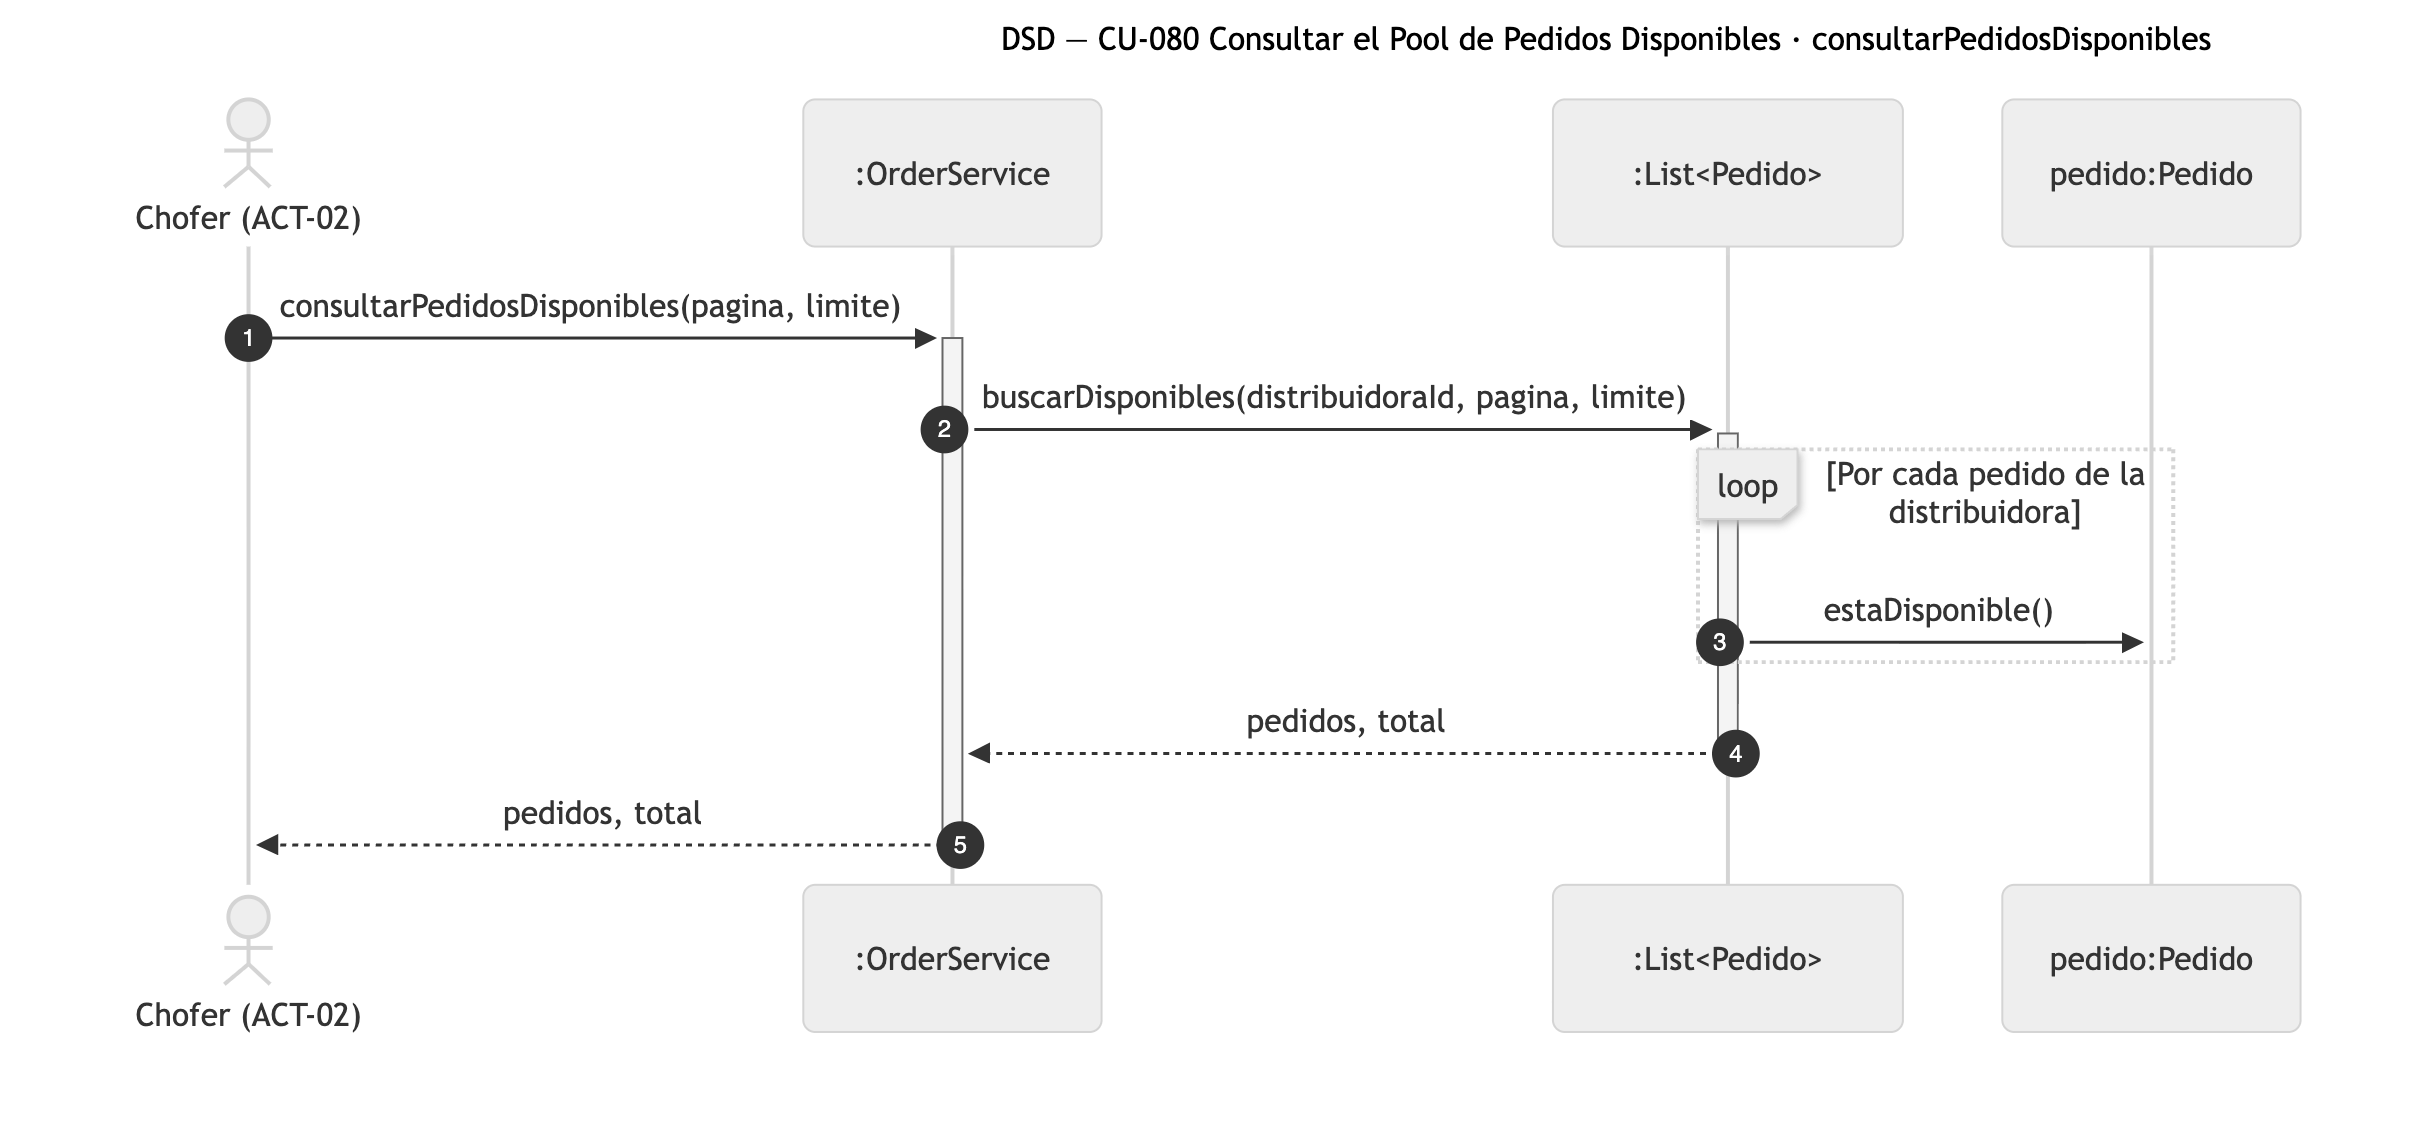 DSD — CU-080 Consultar el Pool de Pedidos Disponibles · consultarPedidosDisponibles
Chofer (ACT-02)
:OrderService
:List<Pedido>
pedido:Pedido
consultarPedidosDisponibles(pagina, limite)
1
buscarDisponibles(distribuidoraId, pagina, limite)
2
loop
[Por cada pedido de la
distribuidora]
estaDisponible()
3
pedidos, total
4
pedidos, total
5
Chofer (ACT-02)
:OrderService
:List<Pedido>
pedido:Pedido